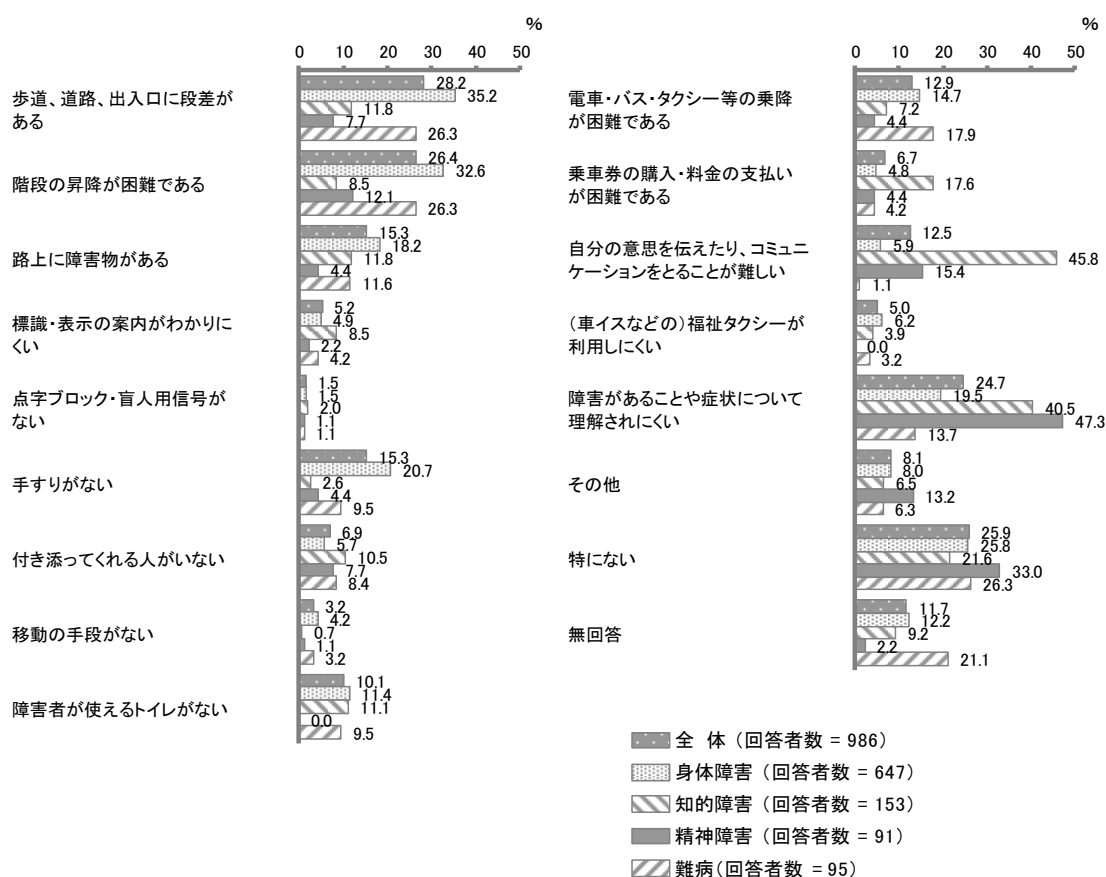 %
0 10 20 30 40 50
歩道、道路、出入口に段差が
ある
28.2
35.2
11.8
7.7
26.3
階段の昇降が困難である
26.4
32.6
8.5
12.1
26.3
路上に障害物がある
15.3
18.2
11.8
4.4
11.6
標識・表示の案内がわかりに
くい
5.2
4.9
8.5
2.2
4.2
点字ブロック・盲人用信号が
ない
1.5
1.5
2.0
1.1
1.1
手すりがない
15.3
20.7
2.6
4.4
9.5
付き添ってくれる人がいない
6.9
5.7
10.5
7.7
8.4
移動の手段がない
3.2
4.2
0.7
1.1
3.2
障害者が使えるトイレがない
10.1
11.4
11.1
0.0
9.5
%
0 10 20 30 40 50
電車・バス・タクシー等の乗降
が困難である
12.9
14.7
7.2
4.4
17.9
乗車券の購入・料金の支払い
が困難である
6.7
4.8
17.6
4.4
4.2
自分の意思を伝えたり、コミュニ
ケーションをとることが難しい
12.5
5.9
45.8
15.4
1.1
（車イスなどの）福祉タクシーが
利用しにくい
5.0
6.2
3.9
0.0
3.2
障害があることや症状について
理解されにくい
24.7
19.5
40.5
47.3
13.7
その他
8.1
8.0
6.5
13.2
6.3
特にない
25.9
25.8
21.6
33.0
26.3
無回答
11.7
12.2
9.2
2.2
21.1
全 体 （回答者数 = 986）
身体障害 （回答者数 = 647）
知的障害 （回答者数 = 153）
精神障害 （回答者数 = 91）
難病（回答者数 = 95）